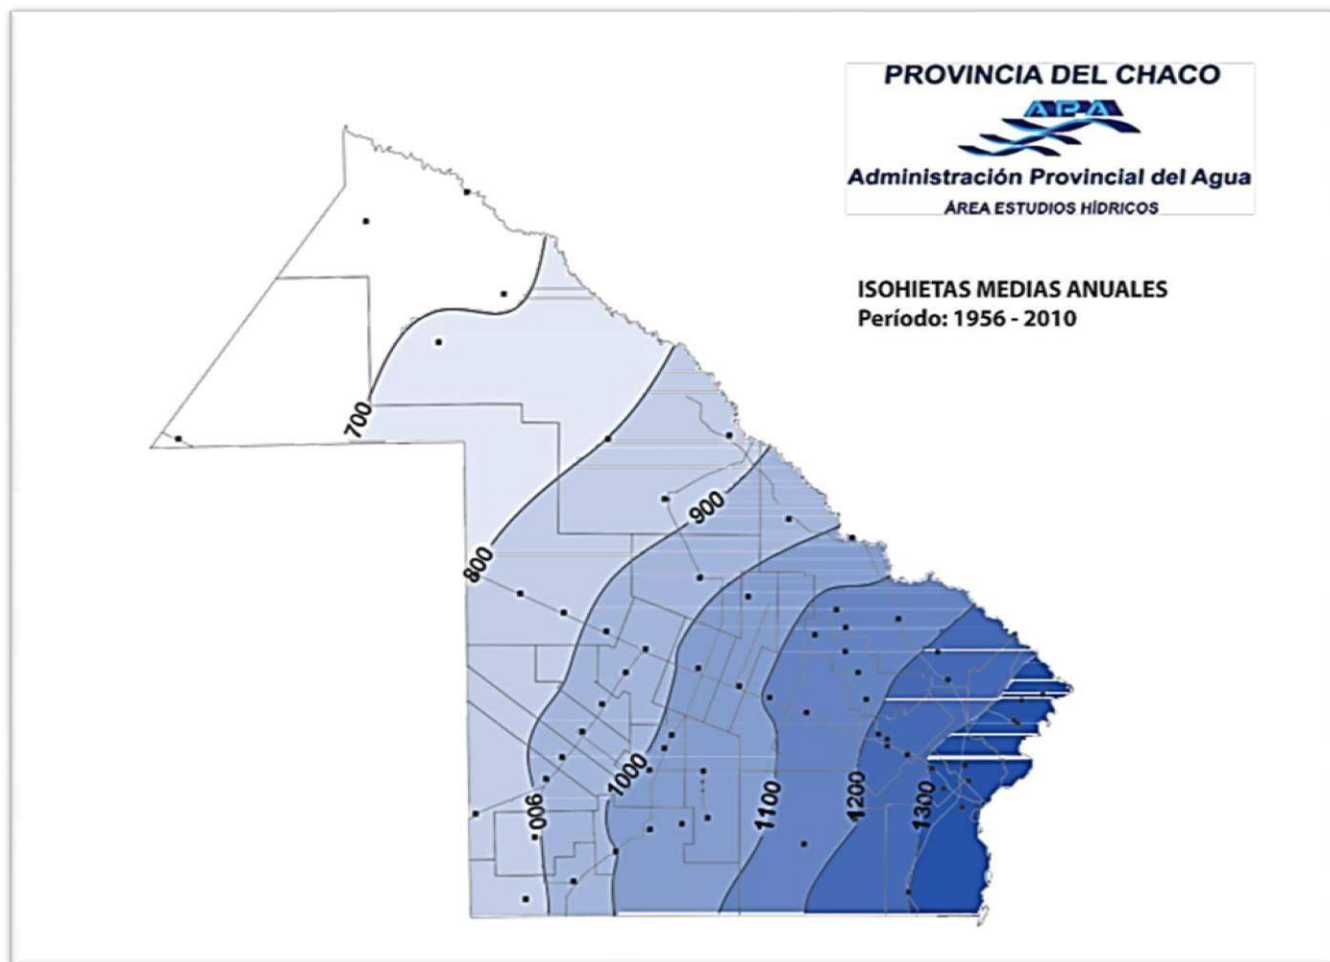 PROVINCIA DEL CHACO
APA
Administración Provincial del Agua
ÁREA ESTUDIOS HÍDRICOS
ISOHIETAS MEDIAS ANUALES
Período: 1956 - 2010
700
800
900
1000
900
1100
1200
1300